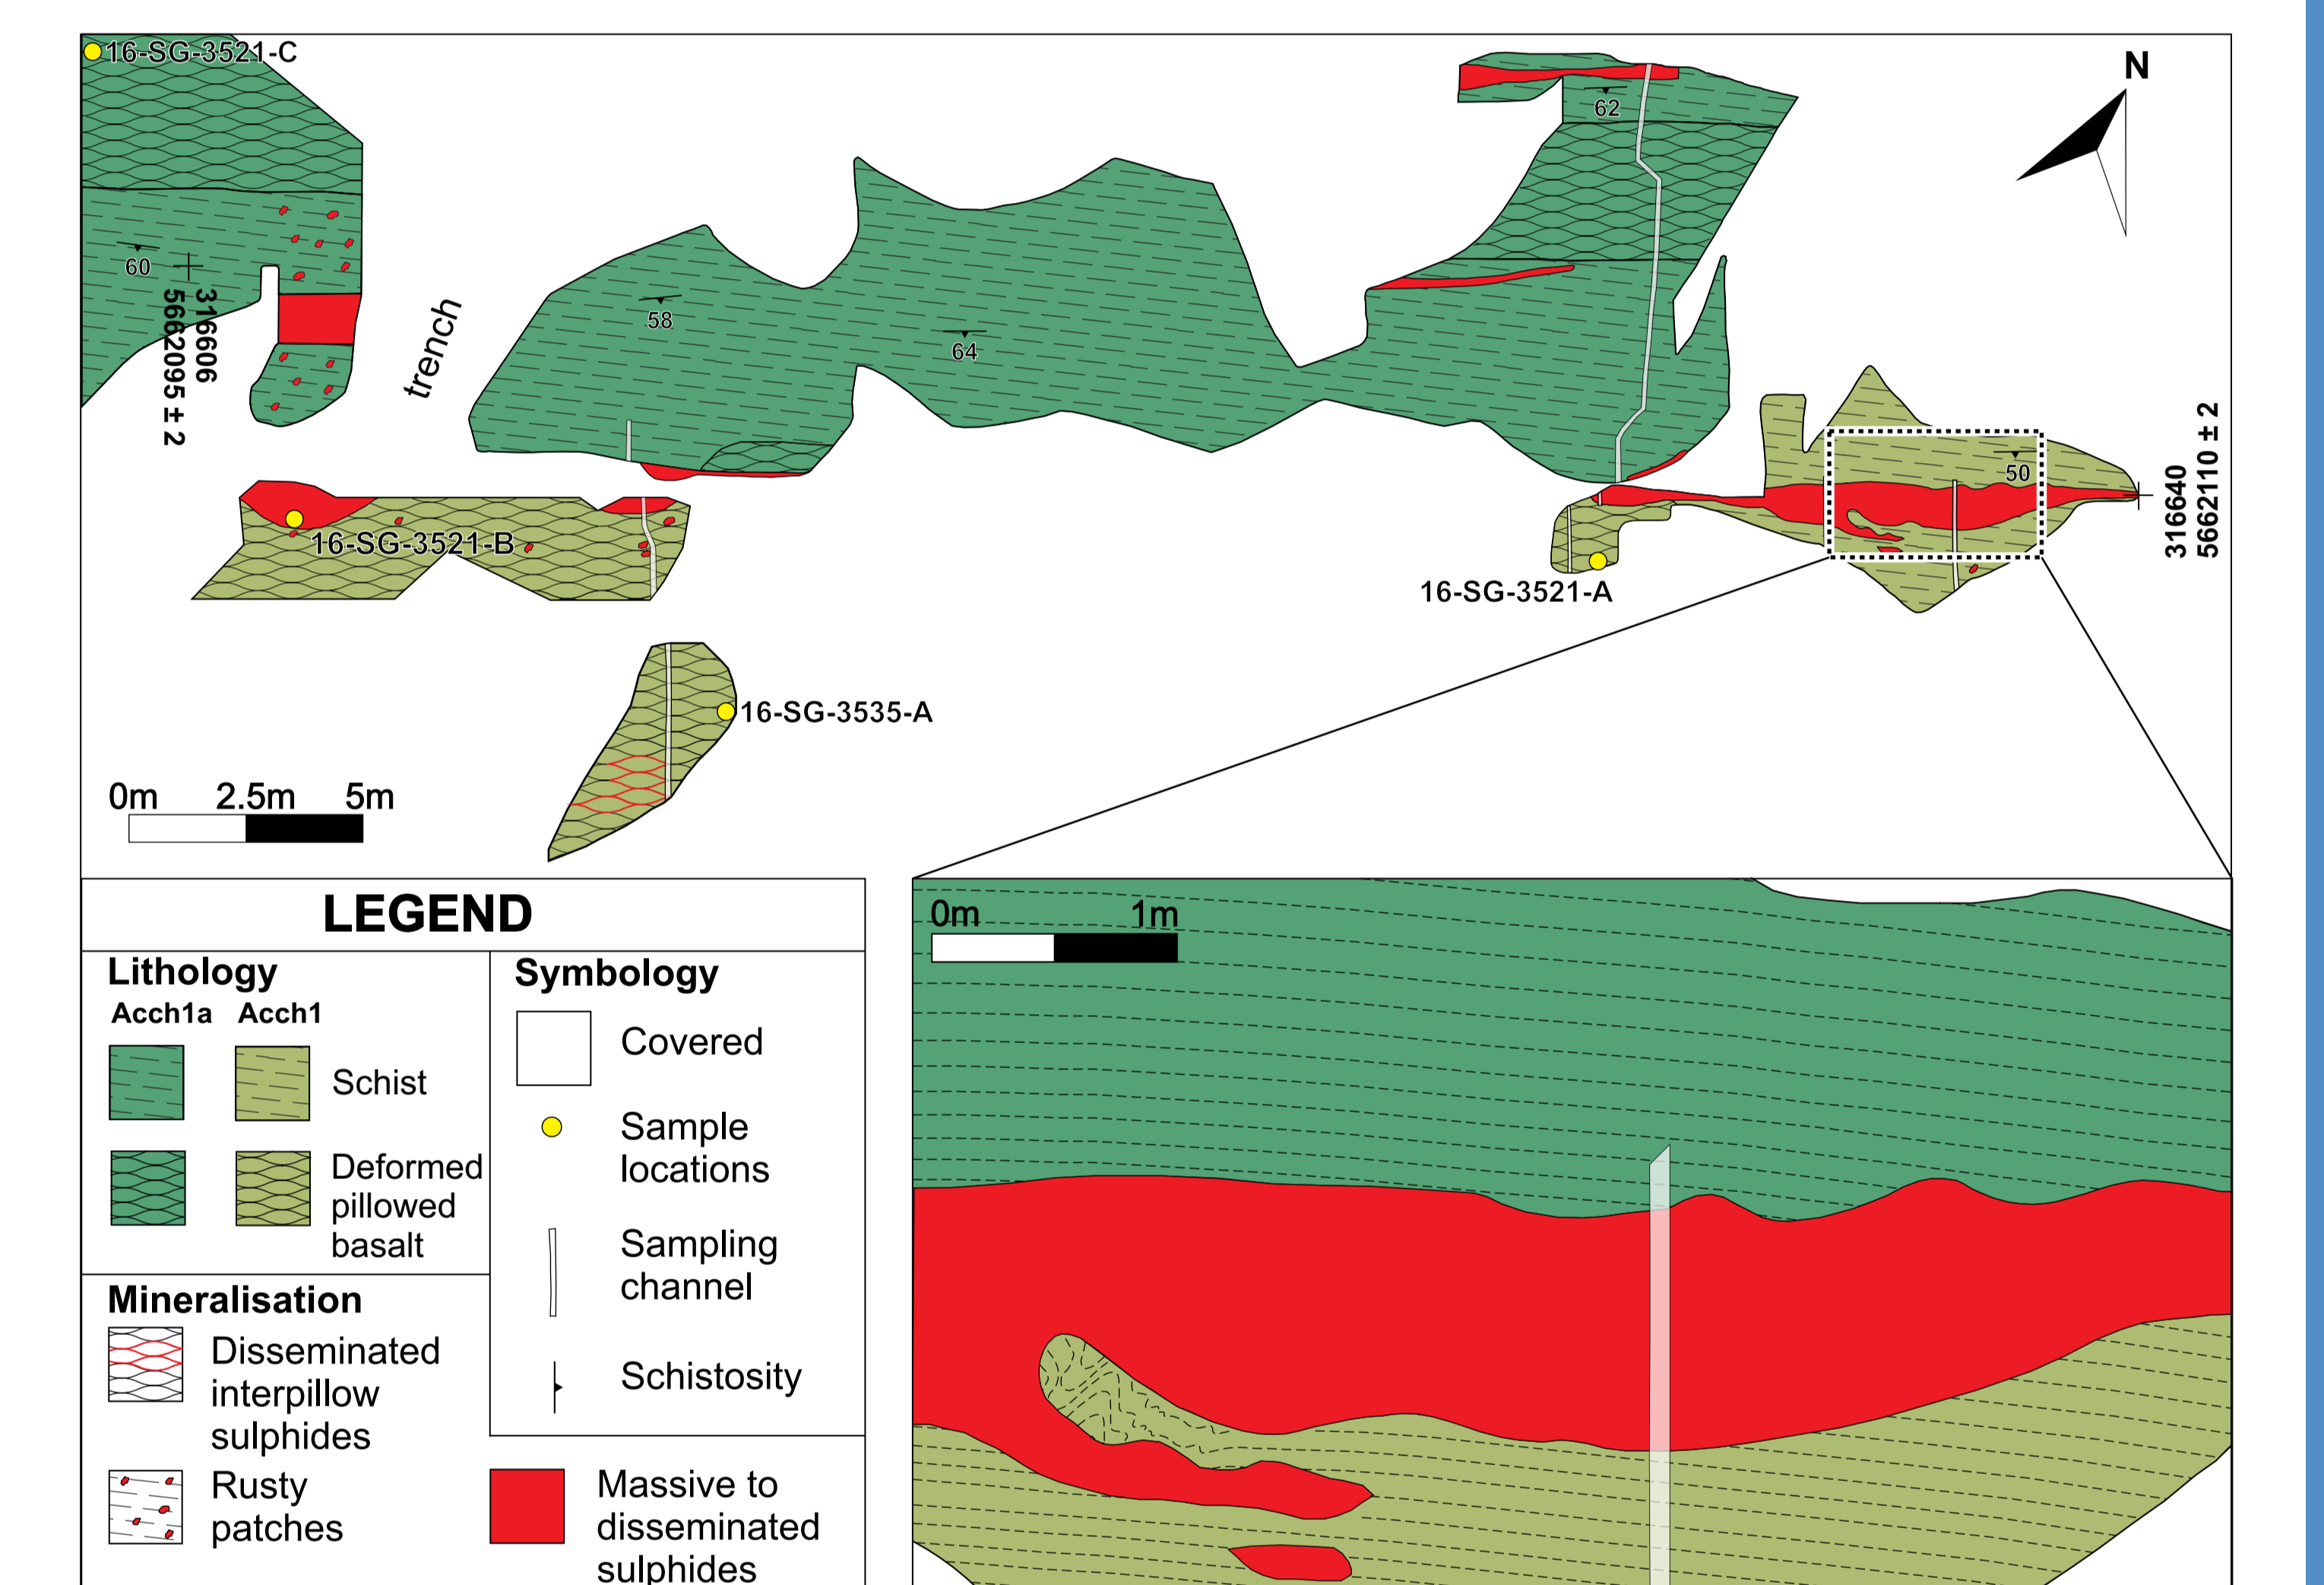 16-SG-3521-C
N
62
60
316606
5662095 ± 2
trench
58
64
50
316640
5662110 ± 2
16-SG-3521-B
16-SG-3521-A
16-SG-3535-A
0m 2.5m 5m
LEGEND
Lithology
Acch1a Acch1
Schist
Deformed
pillowed
basalt
Symbology
Covered
Sample
locations
Sampling
channel
Schistosity
Mineralisation
Disseminated
interpillow
sulphides
Rusty
patches
Massive to
disseminated
sulphides
0m 1m